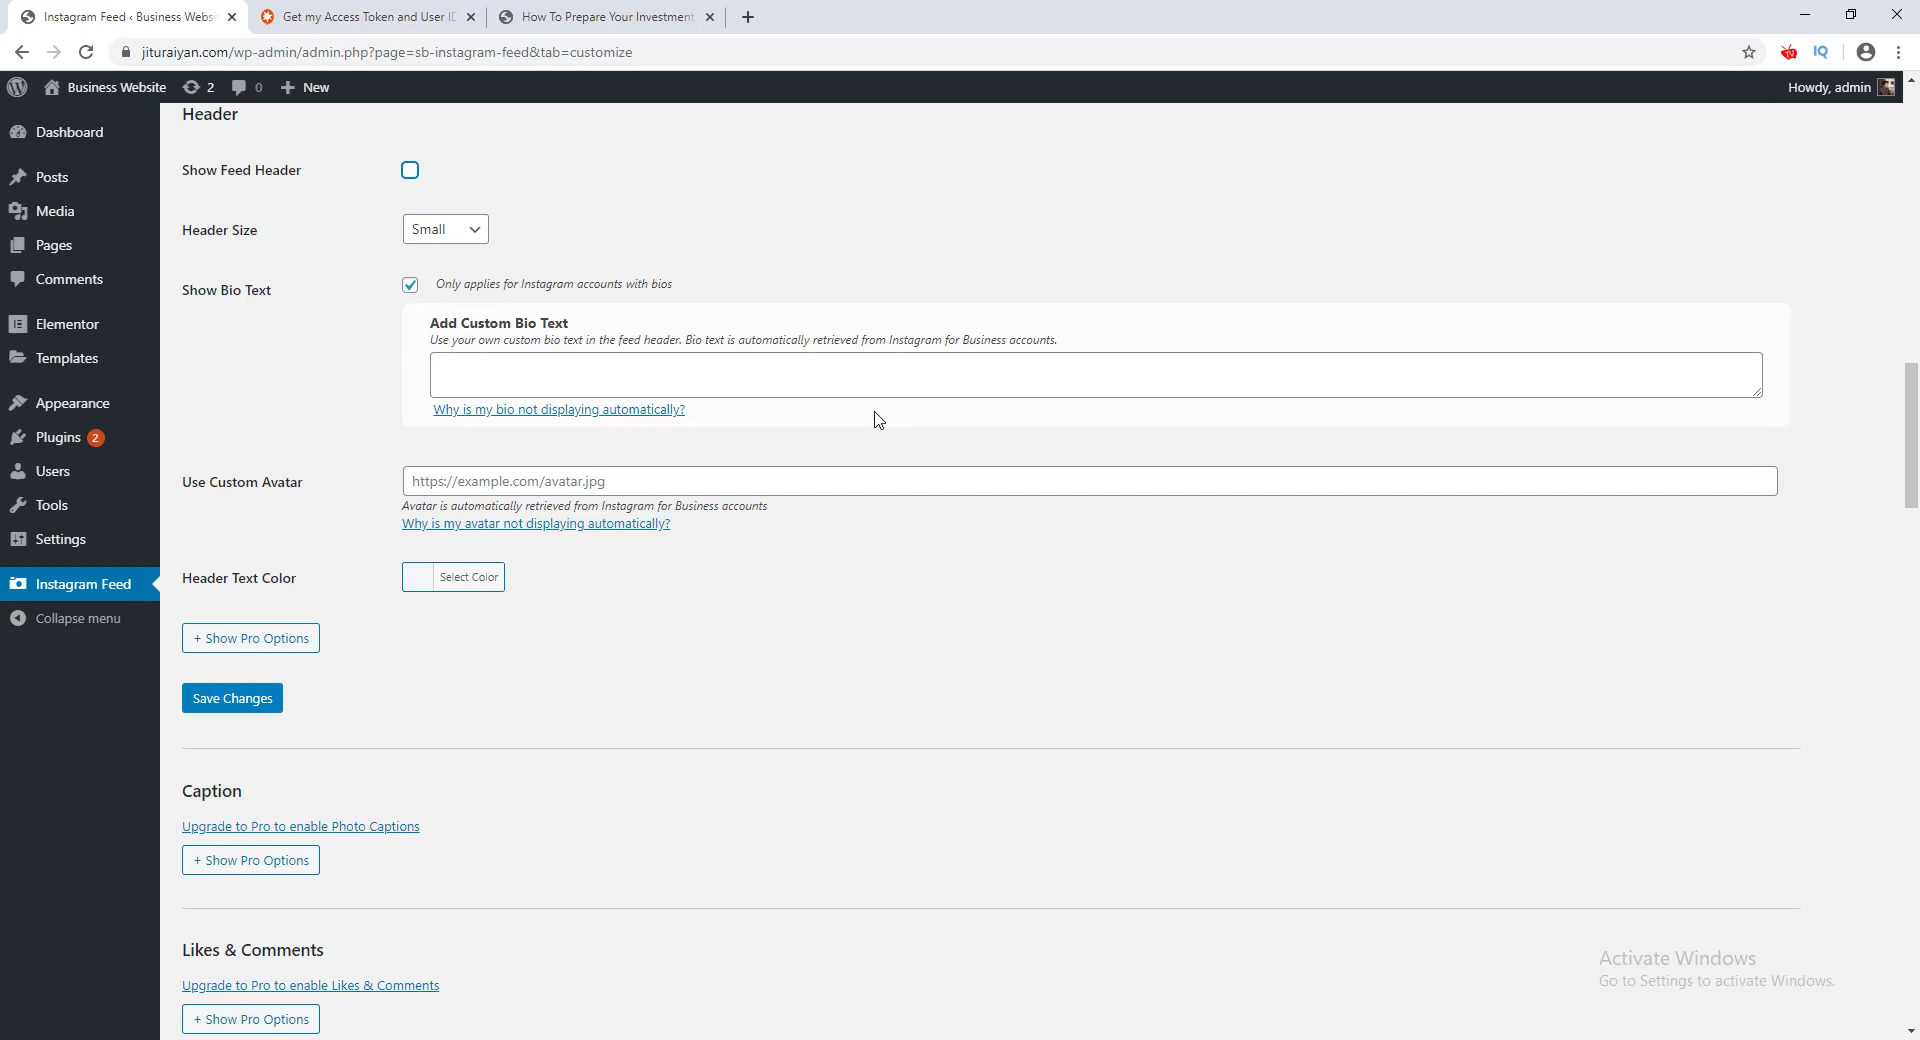 Instagram Feed ‹ Business Websi
Get my Access Token and User ID
How To Prepare Your Investment
jituraiyan.com/wp-admin/admin.php?page=sb-instagram-feed&tab=customize
IQ
Business Website
2
0
New
Howdy, admin
Dashboard
Posts
Media
Pages
Comments
Elementor
Templates
Appearance
Plugins 2
Users
Tools
Settings
Instagram Feed
Collapse menu
Header
Show Feed Header
Header Size
Small
Show Bio Text
Only applies for Instagram accounts with bios
Add Custom Bio Text
Use your own custom bio text in the feed header. Bio text is automatically retrieved from Instagram for Business accounts.
Why is my bio not displaying automatically?
Use Custom Avatar
https://example.com/avatar.jpg
Avatar is automatically retrieved from Instagram for Business accounts
Why is my avatar not displaying automatically?
Header Text Color
Select Color
+ Show Pro Options
Save Changes
Caption
Upgrade to Pro to enable Photo Captions
+ Show Pro Options
Likes & Comments
Upgrade to Pro to enable Likes & Comments
+ Show Pro Options
Activate Windows
Go to Settings to activate Windows.